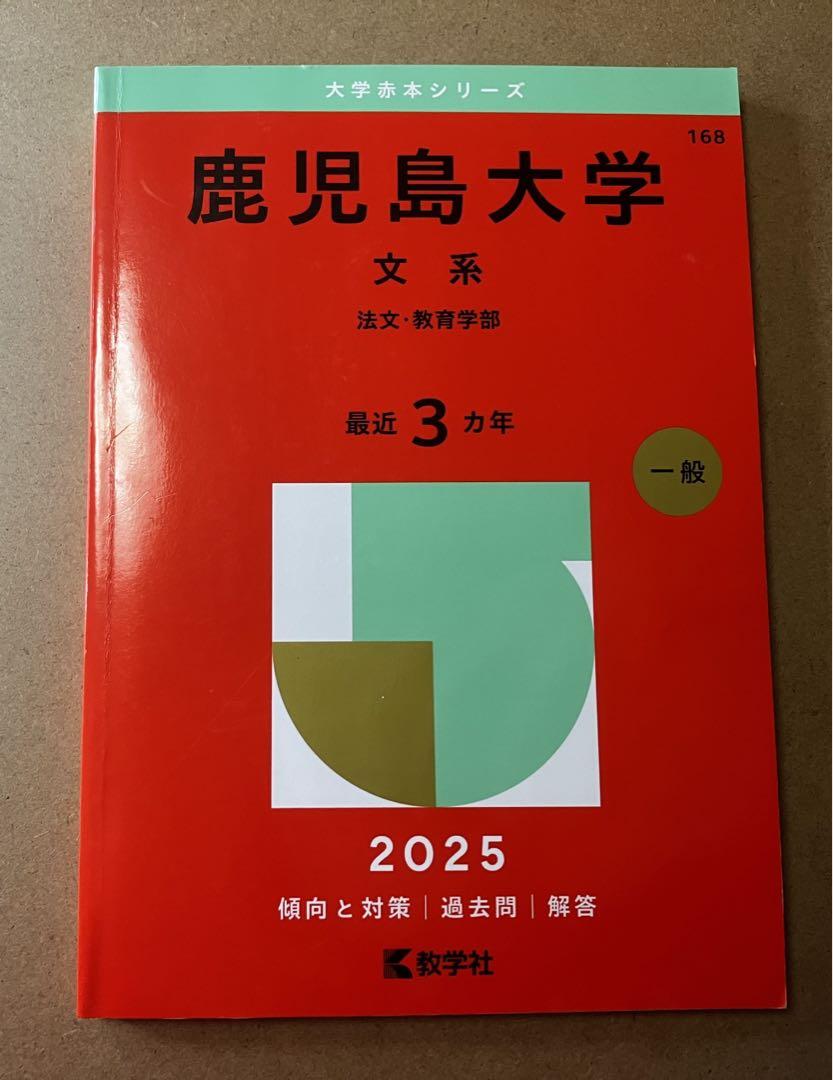 大学赤本シリーズ
168
鹿児島大学
文系
法文・教育学部
最近3カ年
一般
2025
傾向と対策|過去問|解答
教学社